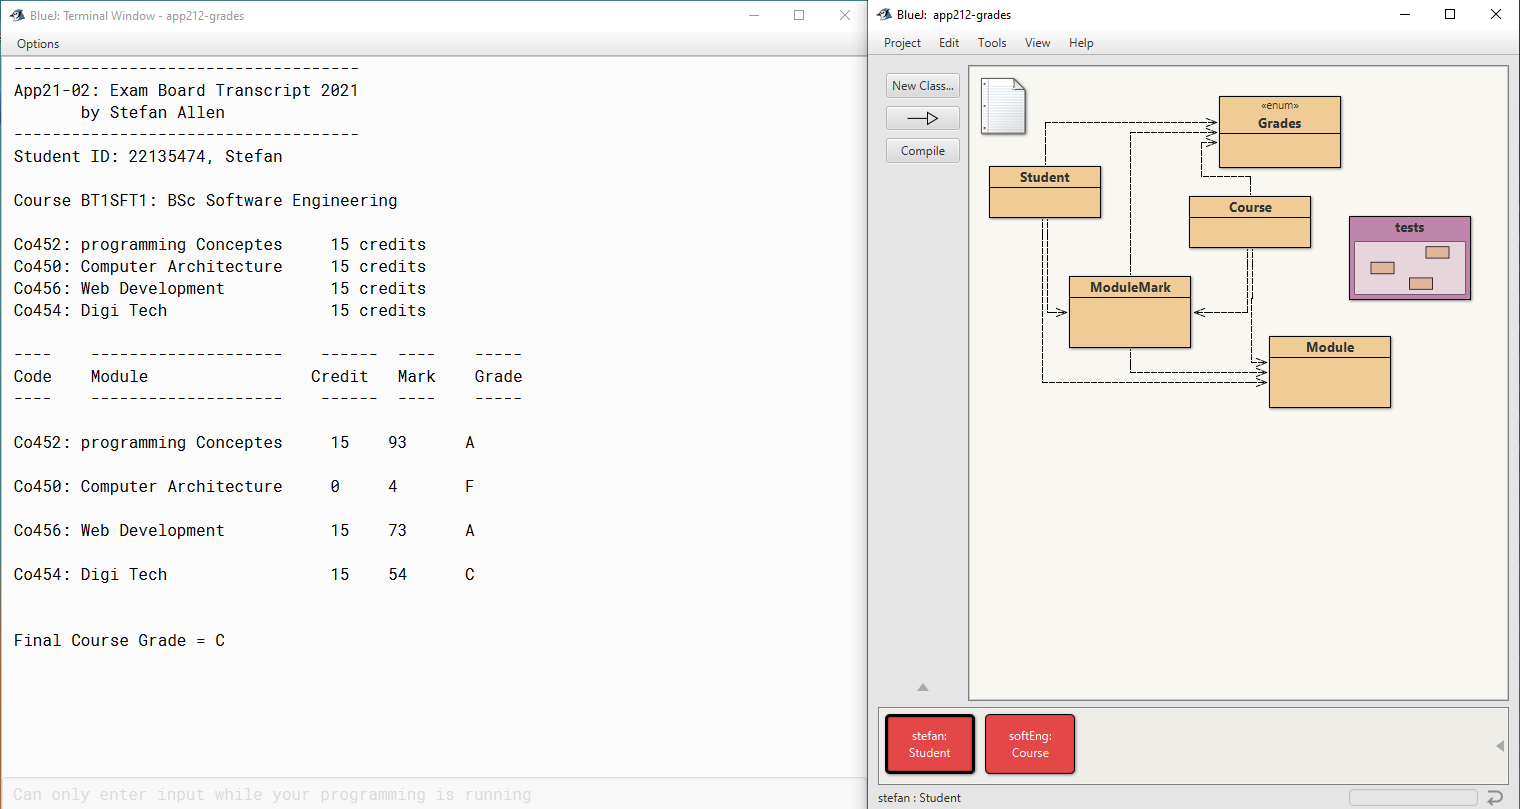 BlueJ: Terminal Window - app212-grades
Options
-----------------------------------
App21-02: Exam Board Transcript 2021
by Stefan Allen
-----------------------------------
Student ID: 22135474, Stefan
Course BT1SFT1: BSc Software Engineering
Co452: programming Conceptes 15 credits
Co450: Computer Architecture 15 credits
Co456: Web Development 15 credits
Co454: Digi Tech 15 credits
---- -------------------- ------ ---- -----
Code Module Credit Mark Grade
---- -------------------- ------ ---- -----
Co452: programming Conceptes 15 93 A
Co450: Computer Architecture 0 4 F
Co456: Web Development 15 73 A
Co454: Digi Tech 15 54 C
Final Course Grade = C
Can only enter input while your programming is running
BlueJ: app212-grades
Project Edit Tools View Help
New Class...
Compile
«enum»
Grades
Student
Course
tests
ModuleMark
Module
stefan:
Student
softEng:
Course
stefan : Student